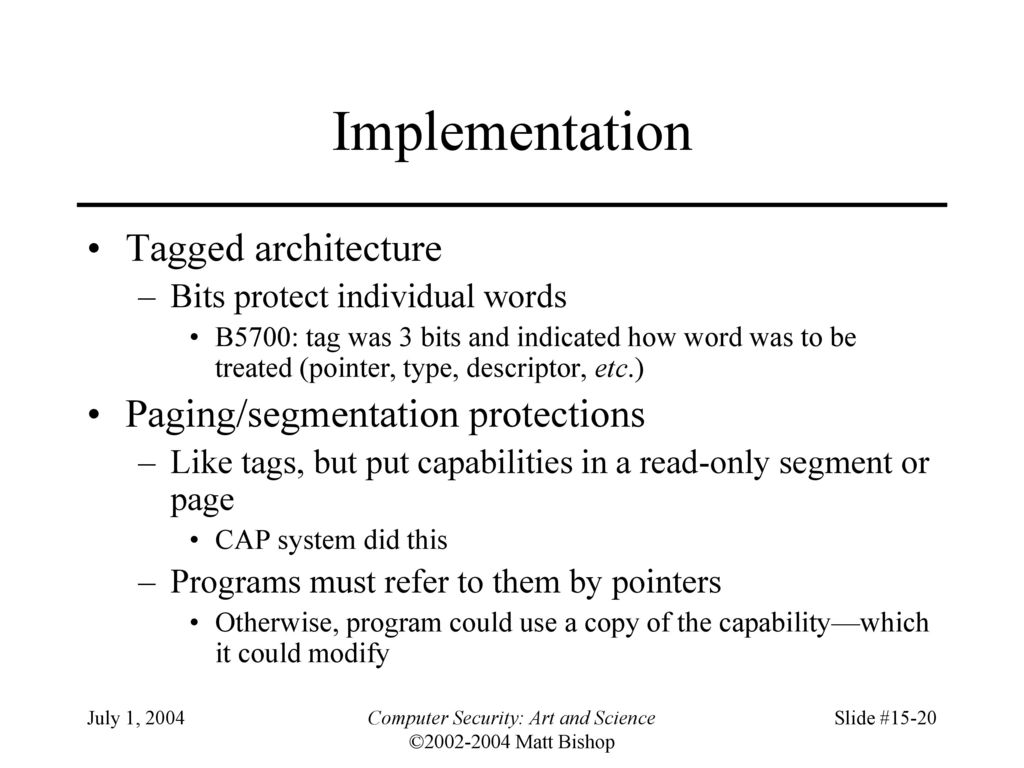 Implementation
• Tagged architecture
– Bits protect individual words
• B5700: tag was 3 bits and indicated how word was to be
treated (pointer, type, descriptor, etc.)
• Paging/segmentation protections
– Like tags, but put capabilities in a read-only segment or
page
• CAP system did this
– Programs must refer to them by pointers
• Otherwise, program could use a copy of the capability—which
it could modify
July 1, 2004
Computer Security: Art and Science
©2002-2004 Matt Bishop
Slide #15-20